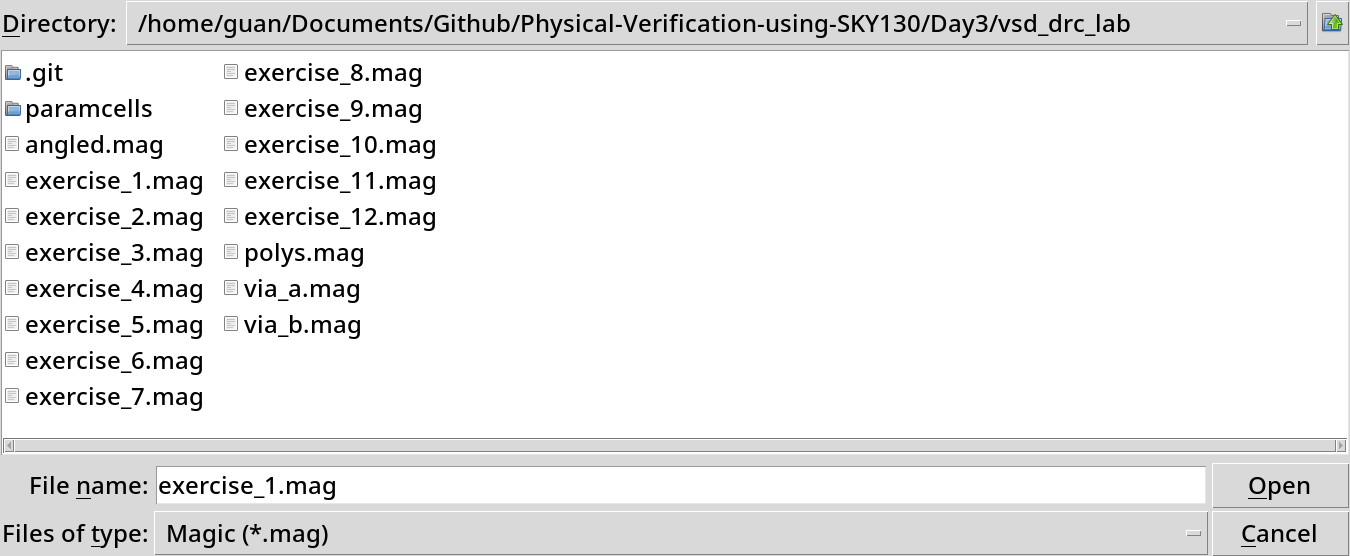 Directory: /home/guan/Documents/Github/Physical-Verification-using-SKY130/Day3/vsd_drc_lab
.git
paramcells
angled.mag
exercise_1.mag
exercise_2.mag
exercise_3.mag
exercise_4.mag
exercise_5.mag
exercise_6.mag
exercise_7.mag
exercise_8.mag
exercise_9.mag
exercise_10.mag
exercise_11.mag
exercise_12.mag
polys.mag
via_a.mag
via_b.mag
File name: exercise_1.mag Open
Files of type: Magic (*.mag) Cancel